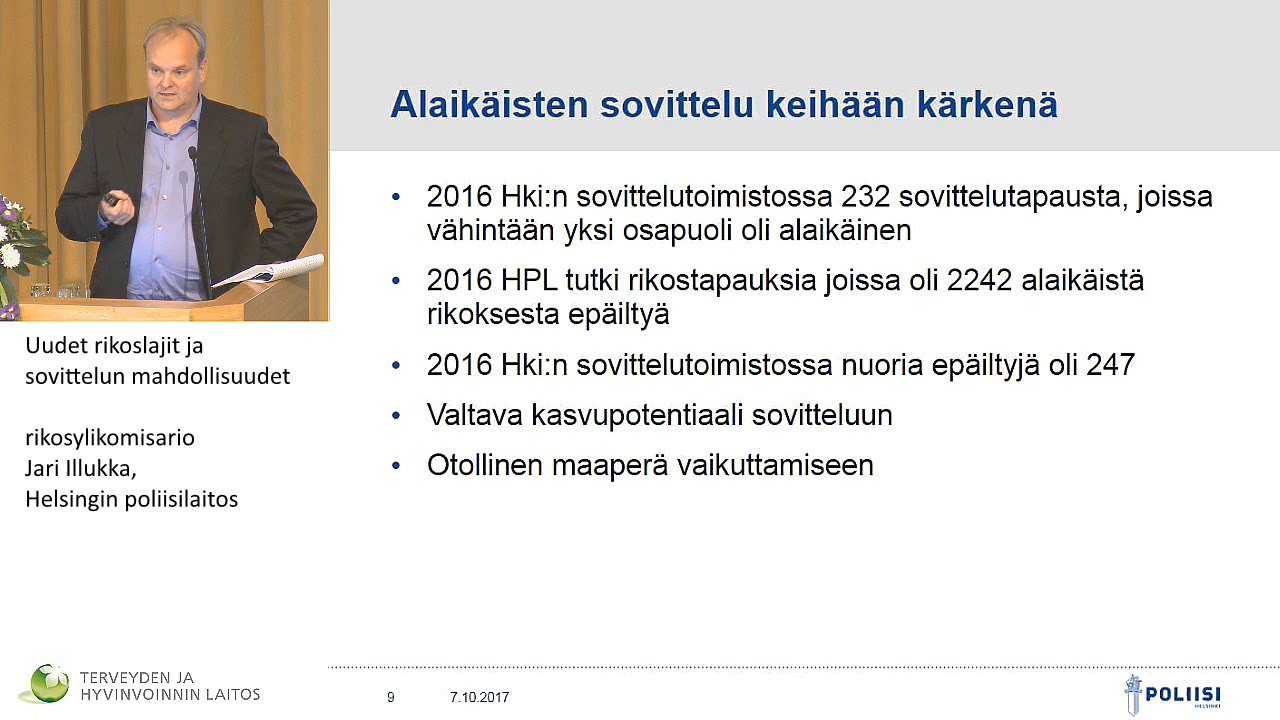 Alaikäisten sovittelu keihään kärkenä
• 2016 Hki:n sovittelutoimistossa 232 sovittelutapausta, joissa
vähintään yksi osapuoli oli alaikäinen
• 2016 HPL tutki rikostapauksia joissa oli 2242 alaikäistä
rikoksesta epäiltyä
• 2016 Hki:n sovittelutoimistossa nuoria epäiltyjä oli 247
• Valtava kasvupotentiaali sovitteluun
• Otollinen maaperä vaikuttamiseen
Uudet rikoslajit ja
sovittelun mahdollisuudet
rikosylikomisario
Jari Illukka,
Helsingin poliisilaitos
TERVEYDEN JA
HYVINVOINNIN LAITOS
9 7.10.2017
POLIISI
HELSINKI